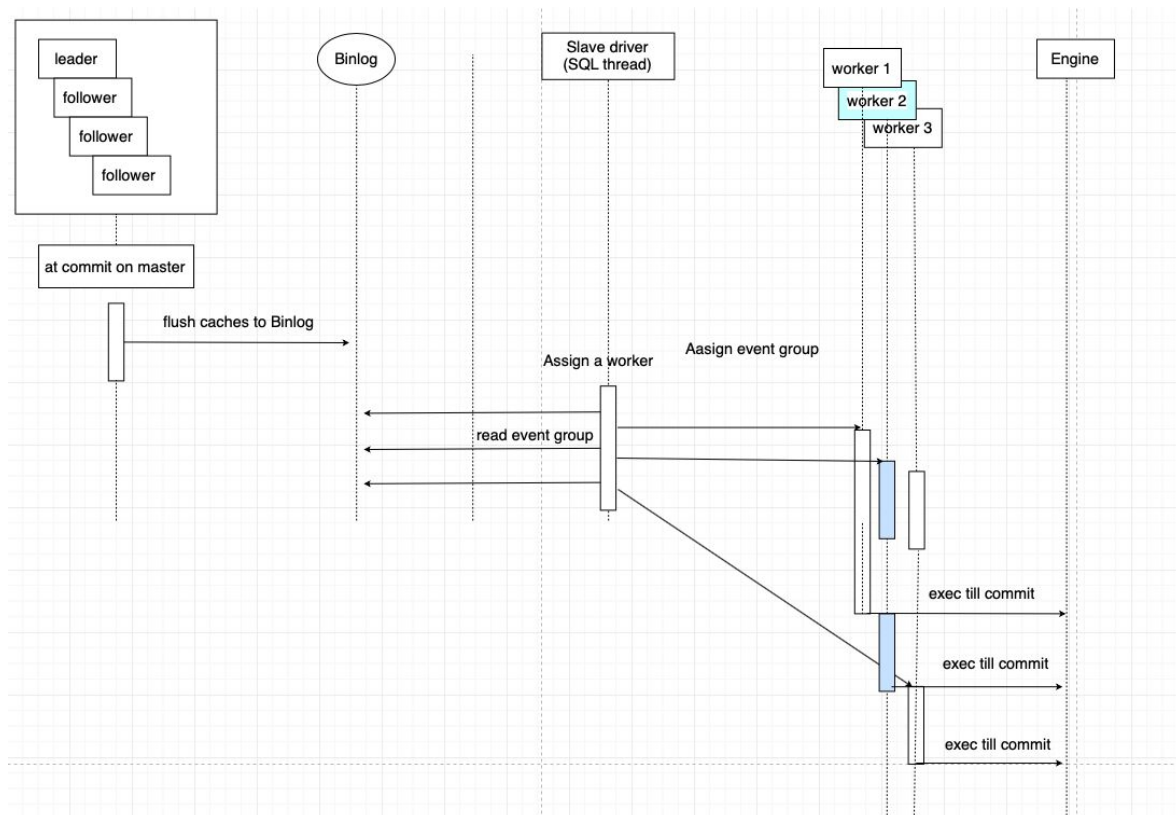 leader
follower
follower
follower
Binlog
Slave driver
(SQL thread)
worker 1
worker 2
worker 3
Engine
at commit on master
flush caches to Binlog
Assign a worker
Aasign event group
read event group
exec till commit
exec till commit
exec till commit